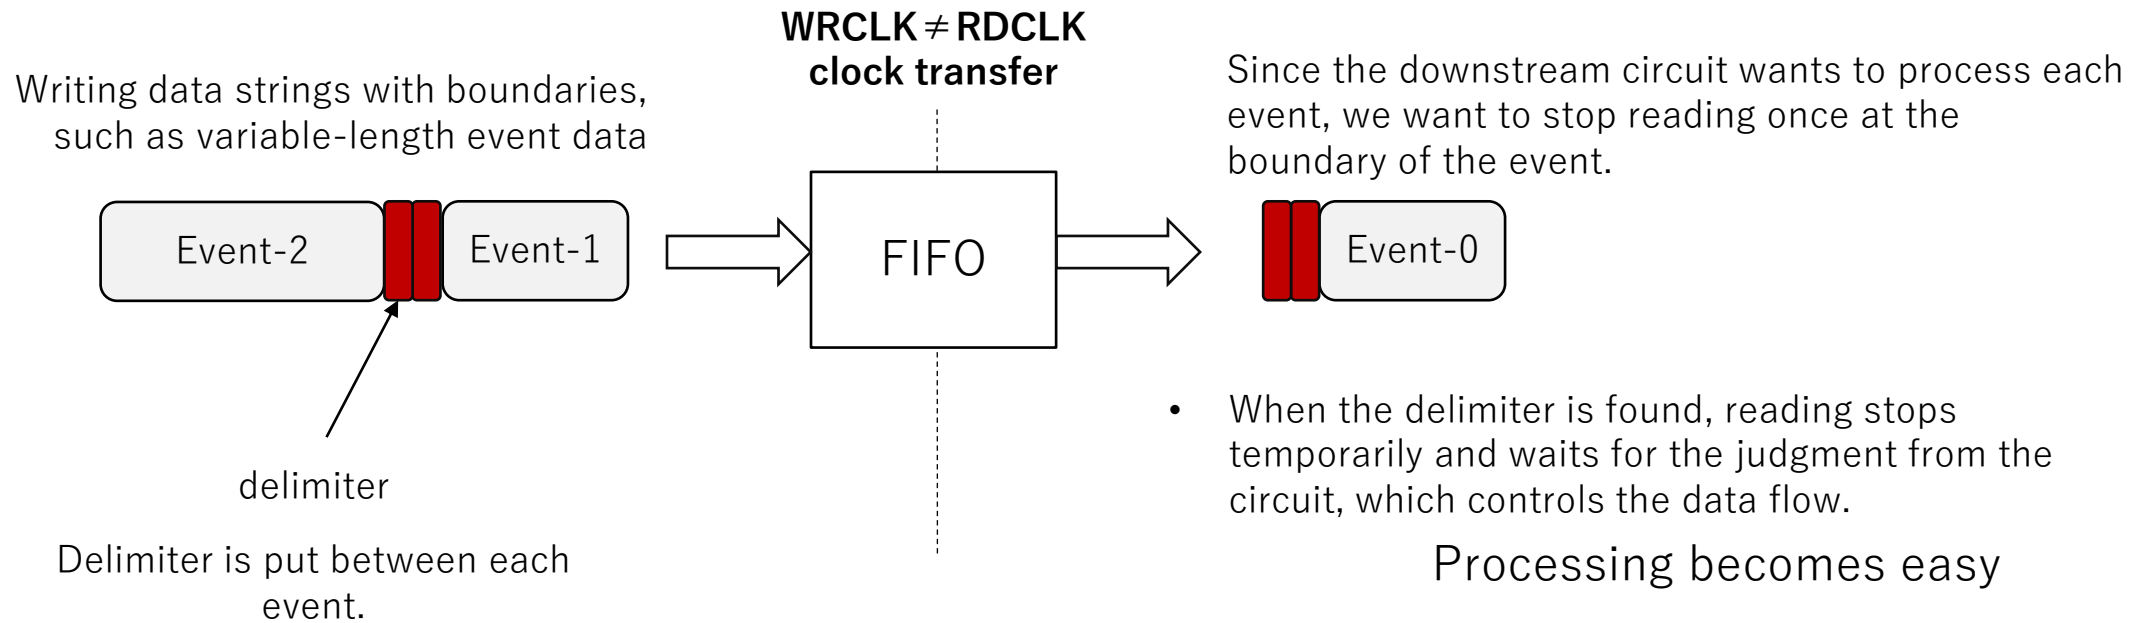 WRCLK ≠ RDCLK
clock transfer
Writing data strings with boundaries,
such as variable-length event data
Since the downstream circuit wants to process each
event, we want to stop reading once at the
boundary of the event.
Event-2
Event-1
FIFO
Event-0
delimiter
Delimiter is put between each
event.
• When the delimiter is found, reading stops
temporarily and waits for the judgment from the
circuit, which controls the data flow.
Processing becomes easy